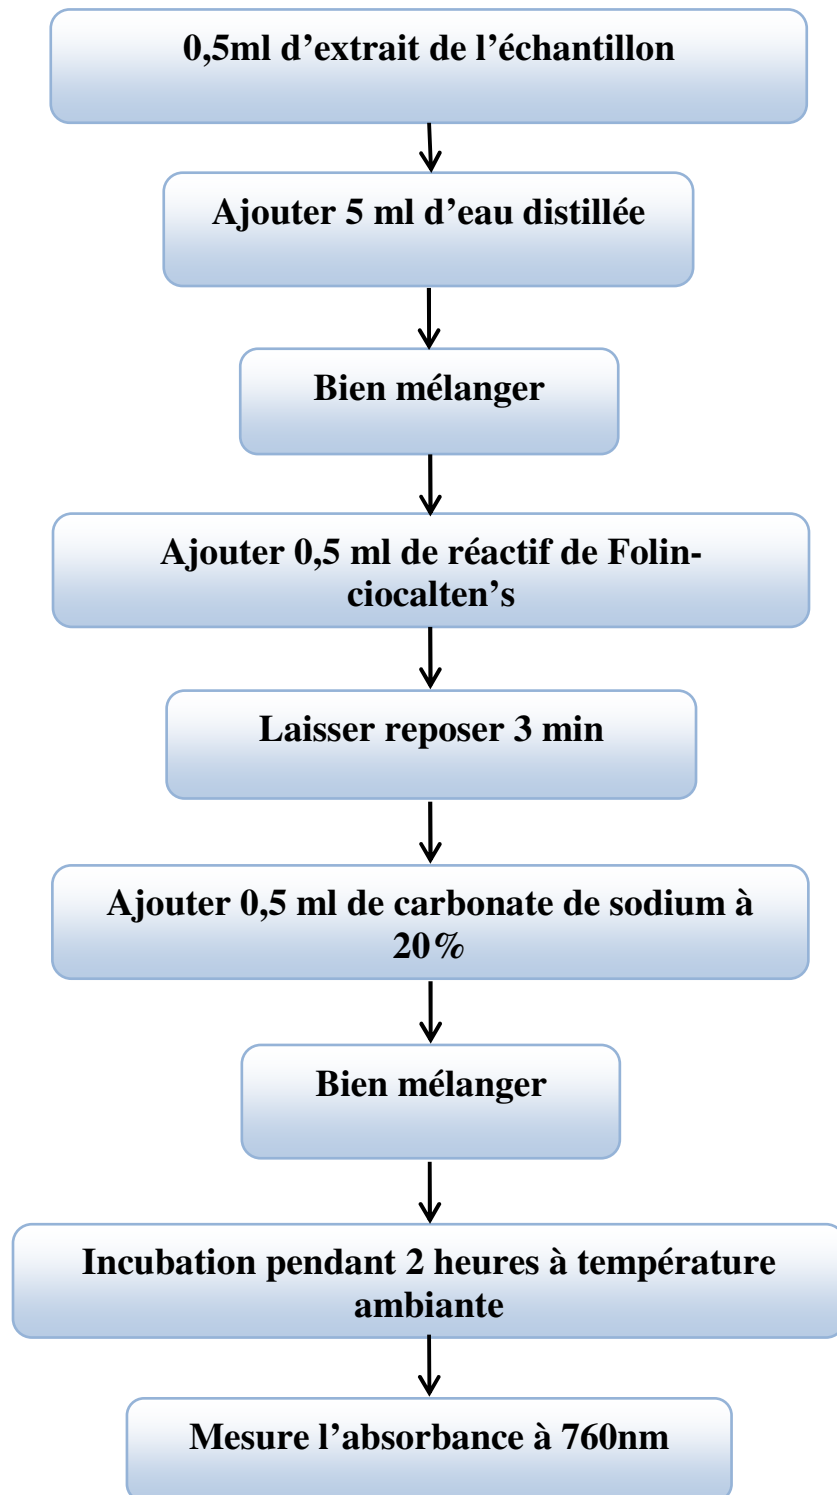 0,5ml d’extrait de l’échantillon
Ajouter 5 ml d’eau distillée
Bien mélanger
Ajouter 0,5 ml de réactif de Folin-
ciocalten’s
Laisser reposer 3 min
Ajouter 0,5 ml de carbonate de sodium à
20%
Bien mélanger
Incubation pendant 2 heures à température
ambiante
Mesure l’absorbance à 760nm